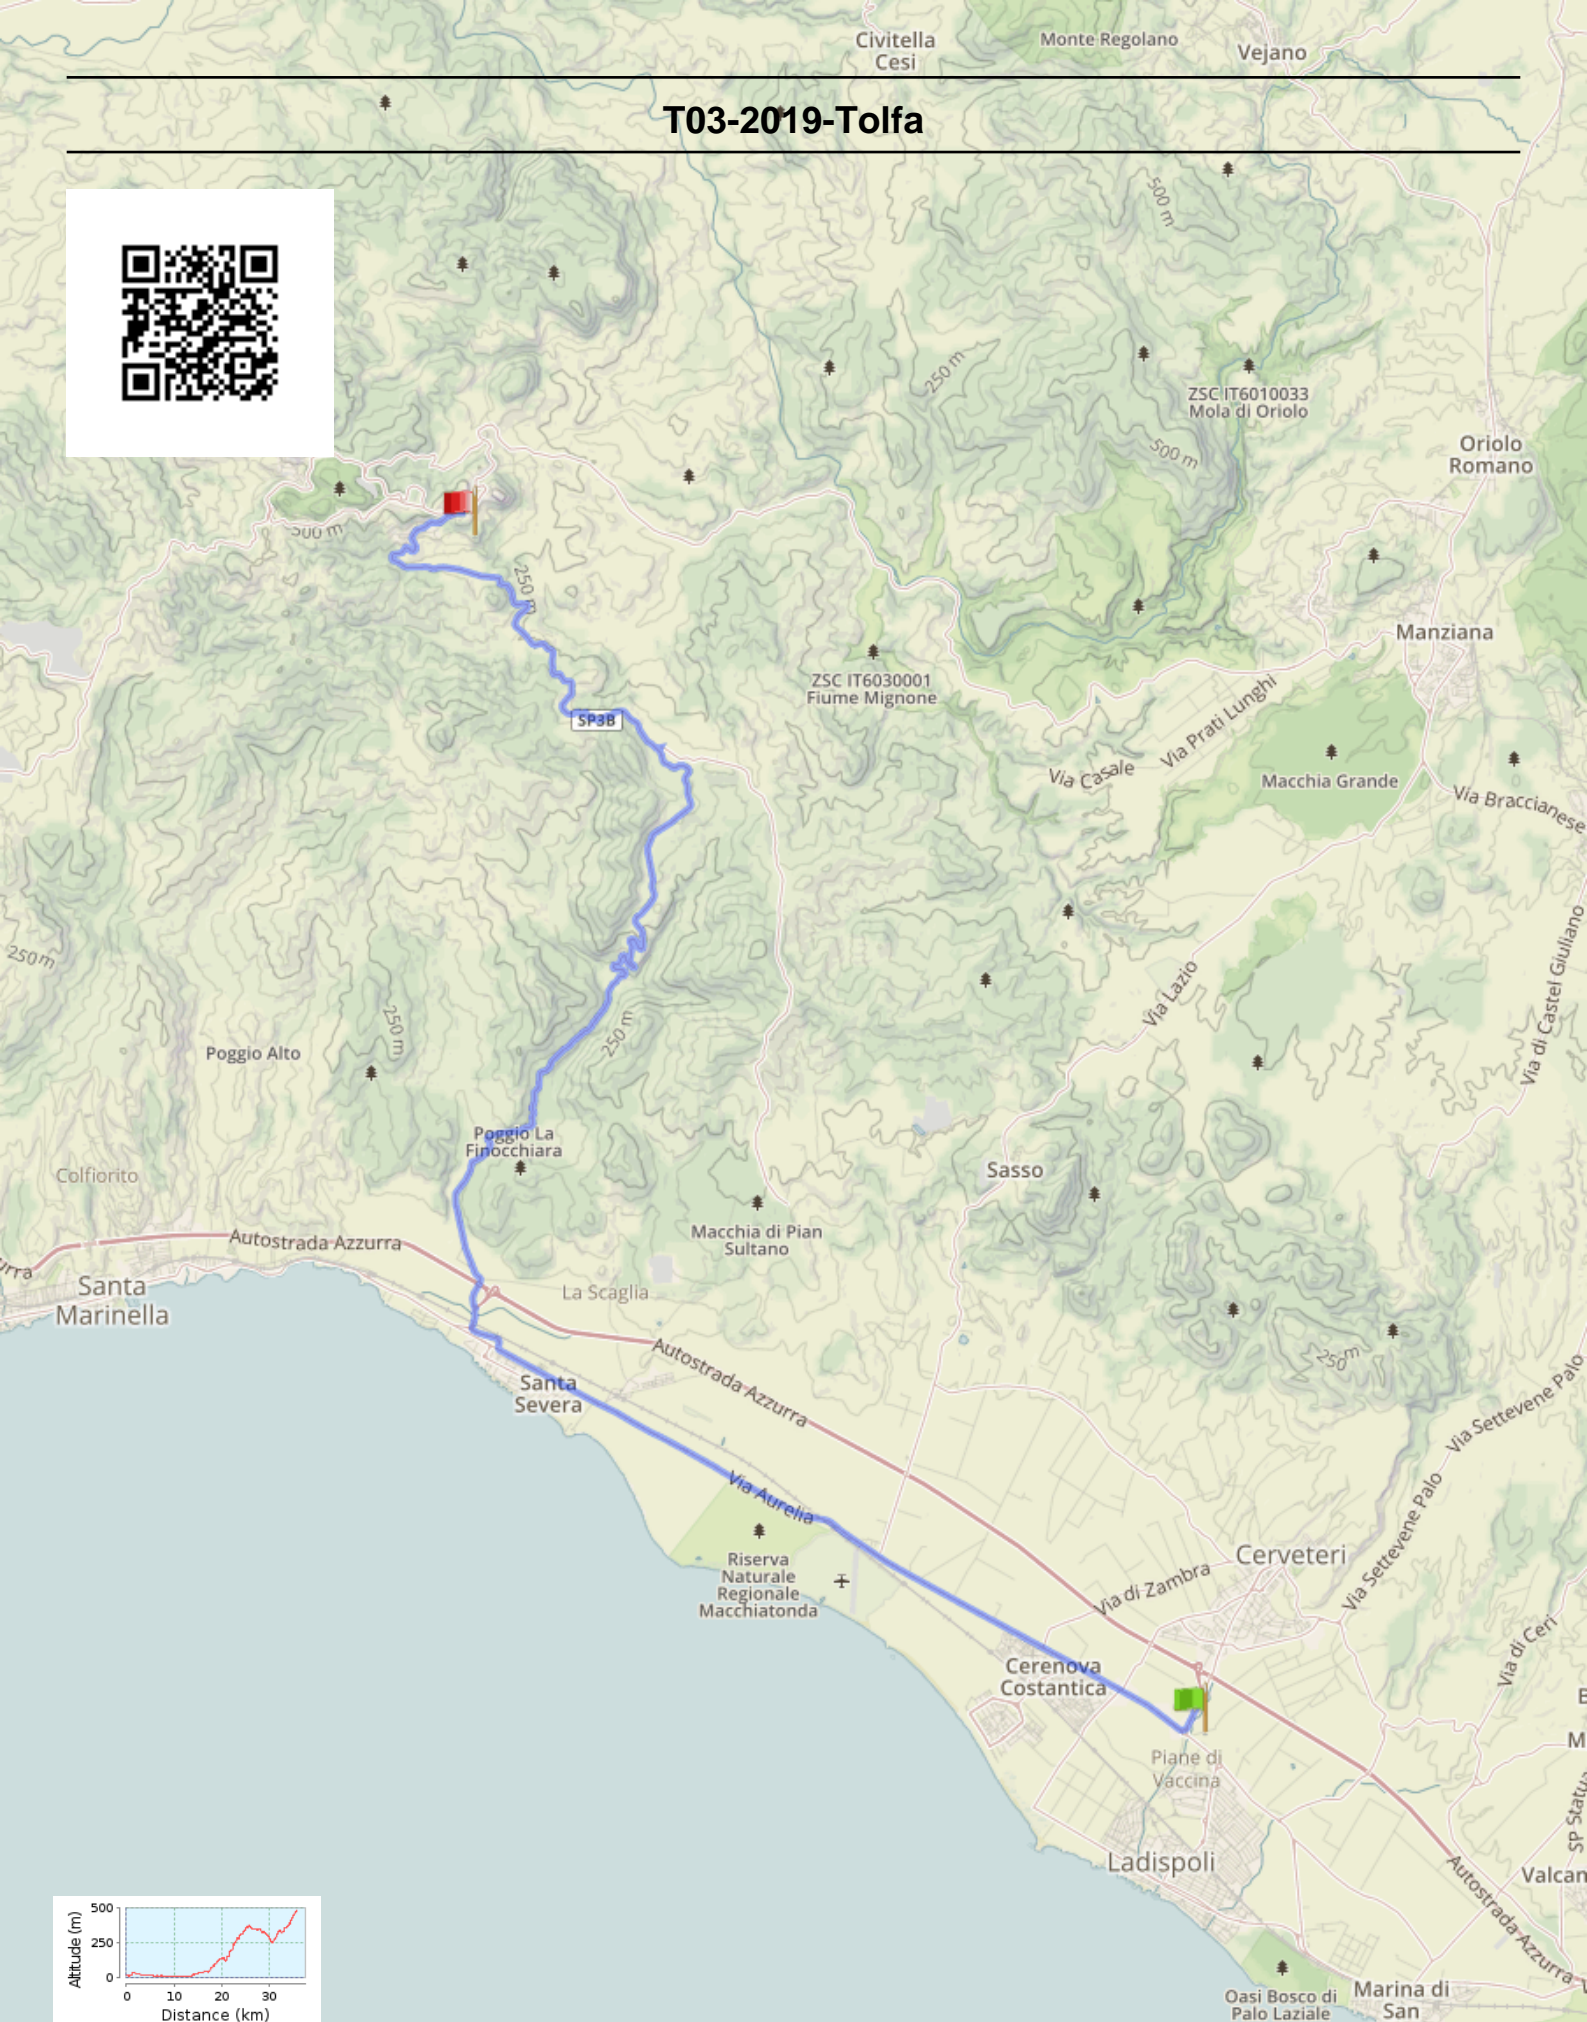 Civitella
Cesi
Monte Regolano
Vejano
T03-2019-Tolfa
500 m
250 m
ZSC IT6010033
Mola di Oriolo
500 m
Oriolo
Romano
500 m
250 m
Manziana
ZSC IT6030001
Fiume Mignone
SP3B
Via Prati Lunghi
Via Casale
Macchia Grande
Via Braccianese
250 m
Via Lazio
Via di Castel Giuliano
250 m
250 m
Poggio Alto
Poggio La
Finocchiara
Colfiorito
Sasso
Macchia di Pian
Sultano
Autostrada Azzurra
urra
Santa
Marinella
La Scaglia
Autostrada Azzurra
250 m
Via Settevene Palo
Santa
Severa
Via Aurelia
Via Settevene Palo
Riserva
Naturale
Regionale
Macchiatonda
Cerveteri
Via di Zambra
Via di Ceri
Cerenova
Costantica
B
M
Piane di
Vaccina
SP Statua
Ladispoli
Valcan
Autostrada Azzurra
V
Oasi Bosco di
Palo Laziale
Marina di
San
Altitude (m)
500
250
0
0 10 20 30
Distance (km)